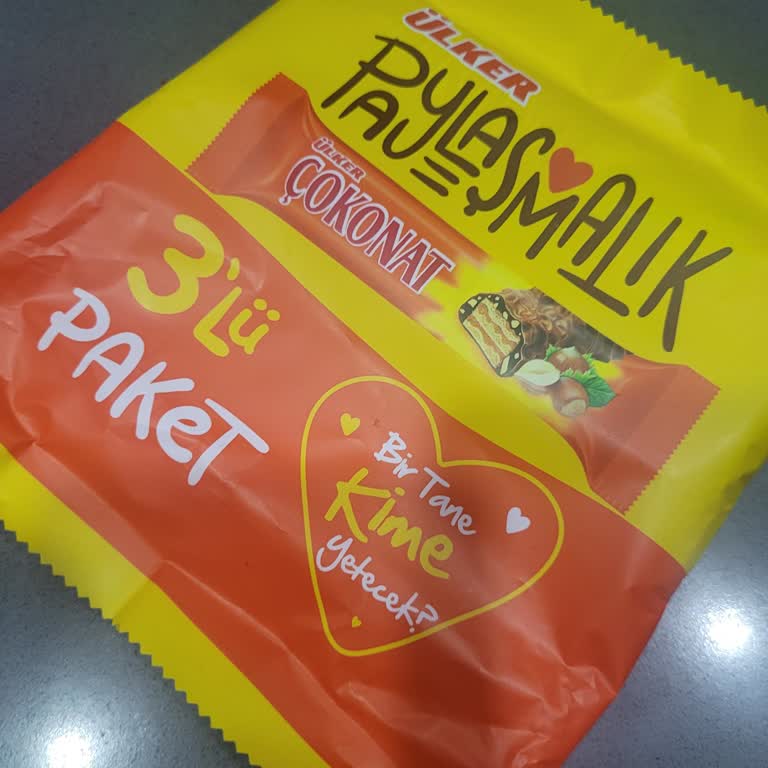 ÜLKER
PAYLAŞMALIK
ÜLKER
ÇOKONAT
3'Lü
PAKeT
Bir Tane
Kime
yetecek?